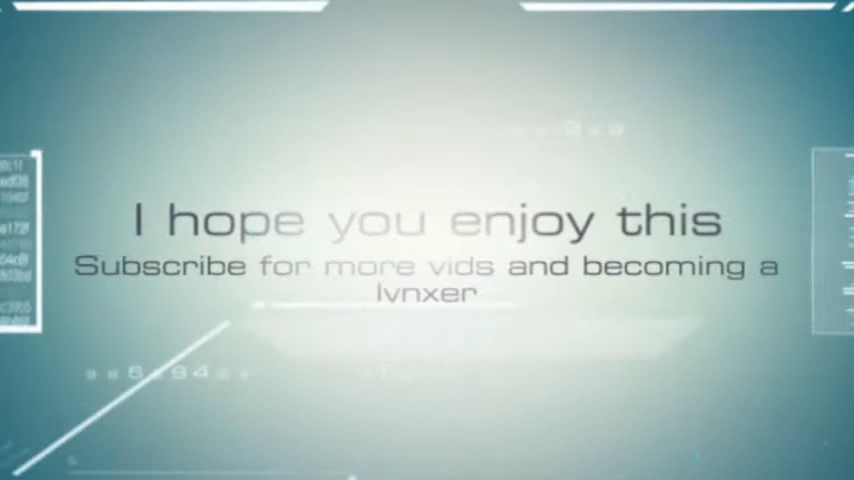 I hope you enjoy this
Subscribe for more vids and becoming a
lvnxer